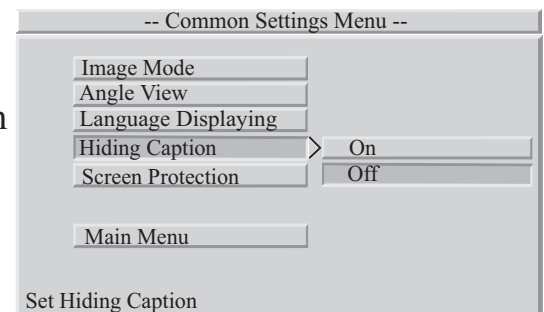 -- Common Settings Menu --
Image Mode
Angle View
n
Language Displaying
Hiding Caption
On
Screen Protection
Off
Main Menu
Set Hiding Caption